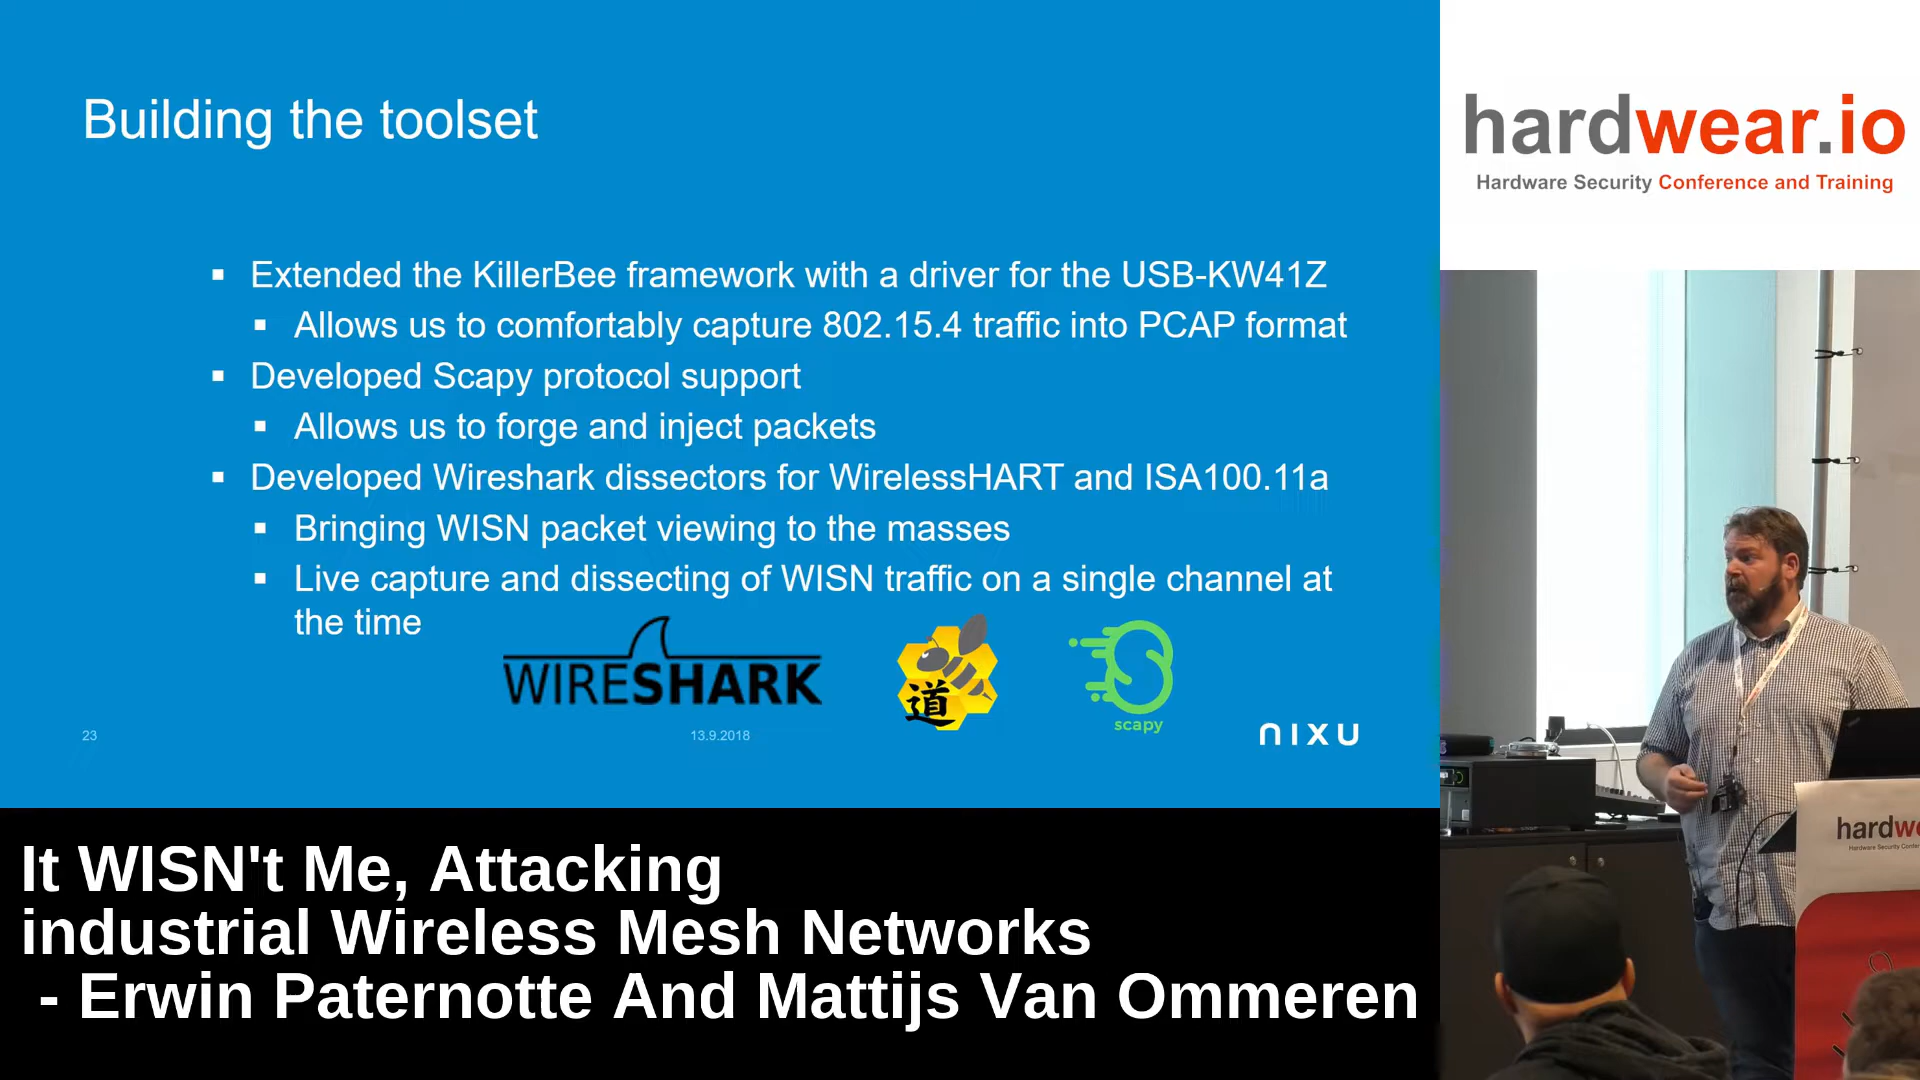 Building the toolset
▪ Extended the KillerBee framework with a driver for the USB-KW41Z
▪ Allows us to comfortably capture 802.15.4 traffic into PCAP format
▪ Developed Scapy protocol support
▪ Allows us to forge and inject packets
▪ Developed Wireshark dissectors for WirelessHART and ISA100.11a
▪ Bringing WISN packet viewing to the masses
▪ Live capture and dissecting of WISN traffic on a single channel at
the time
WIRESHARK
道
scapy
23
13.9.2018
nixu
hardwear.io
Hardware Security Conference and Training
hardwe
Hardware Security Confer
It WISN't Me, Attacking
industrial Wireless Mesh Networks
- Erwin Paternotte And Mattijs Van Ommeren